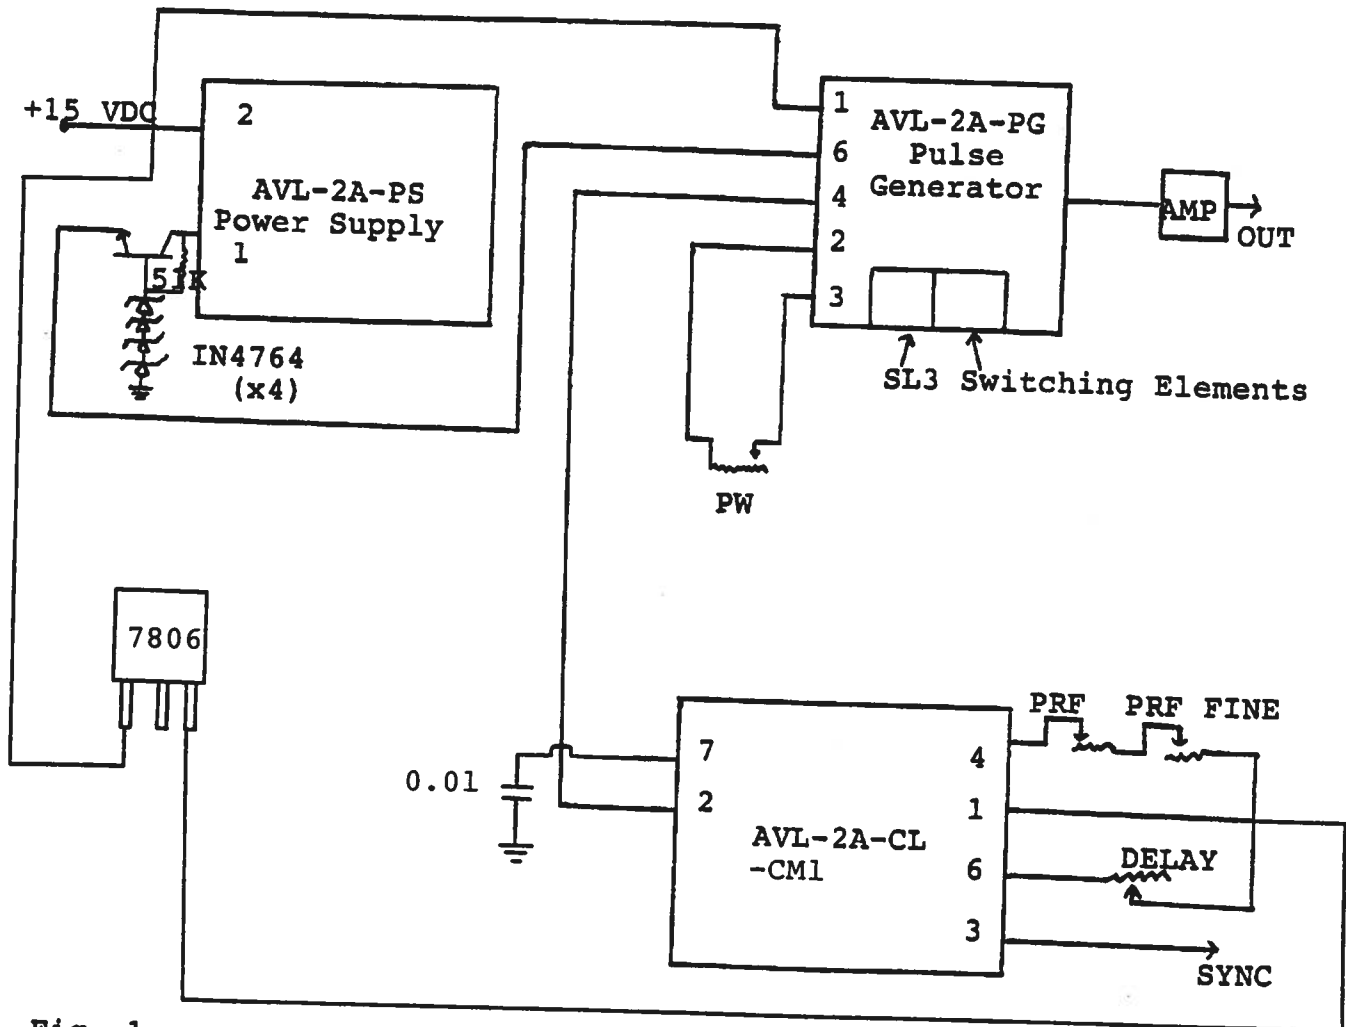 +15 VDC
2
AVL-2A-PS
Power Supply
1
51K
IN4764
(x4)
1
6
4
2
3
AVL-2A-PG
Pulse
Generator
AMP
OUT
SL3 Switching Elements
PW
7806
0.01
7
2
AVL-2A-CL
-CM1
4
1
6
3
PRF
PRF FINE
DELAY
SYNC
Fig. 1